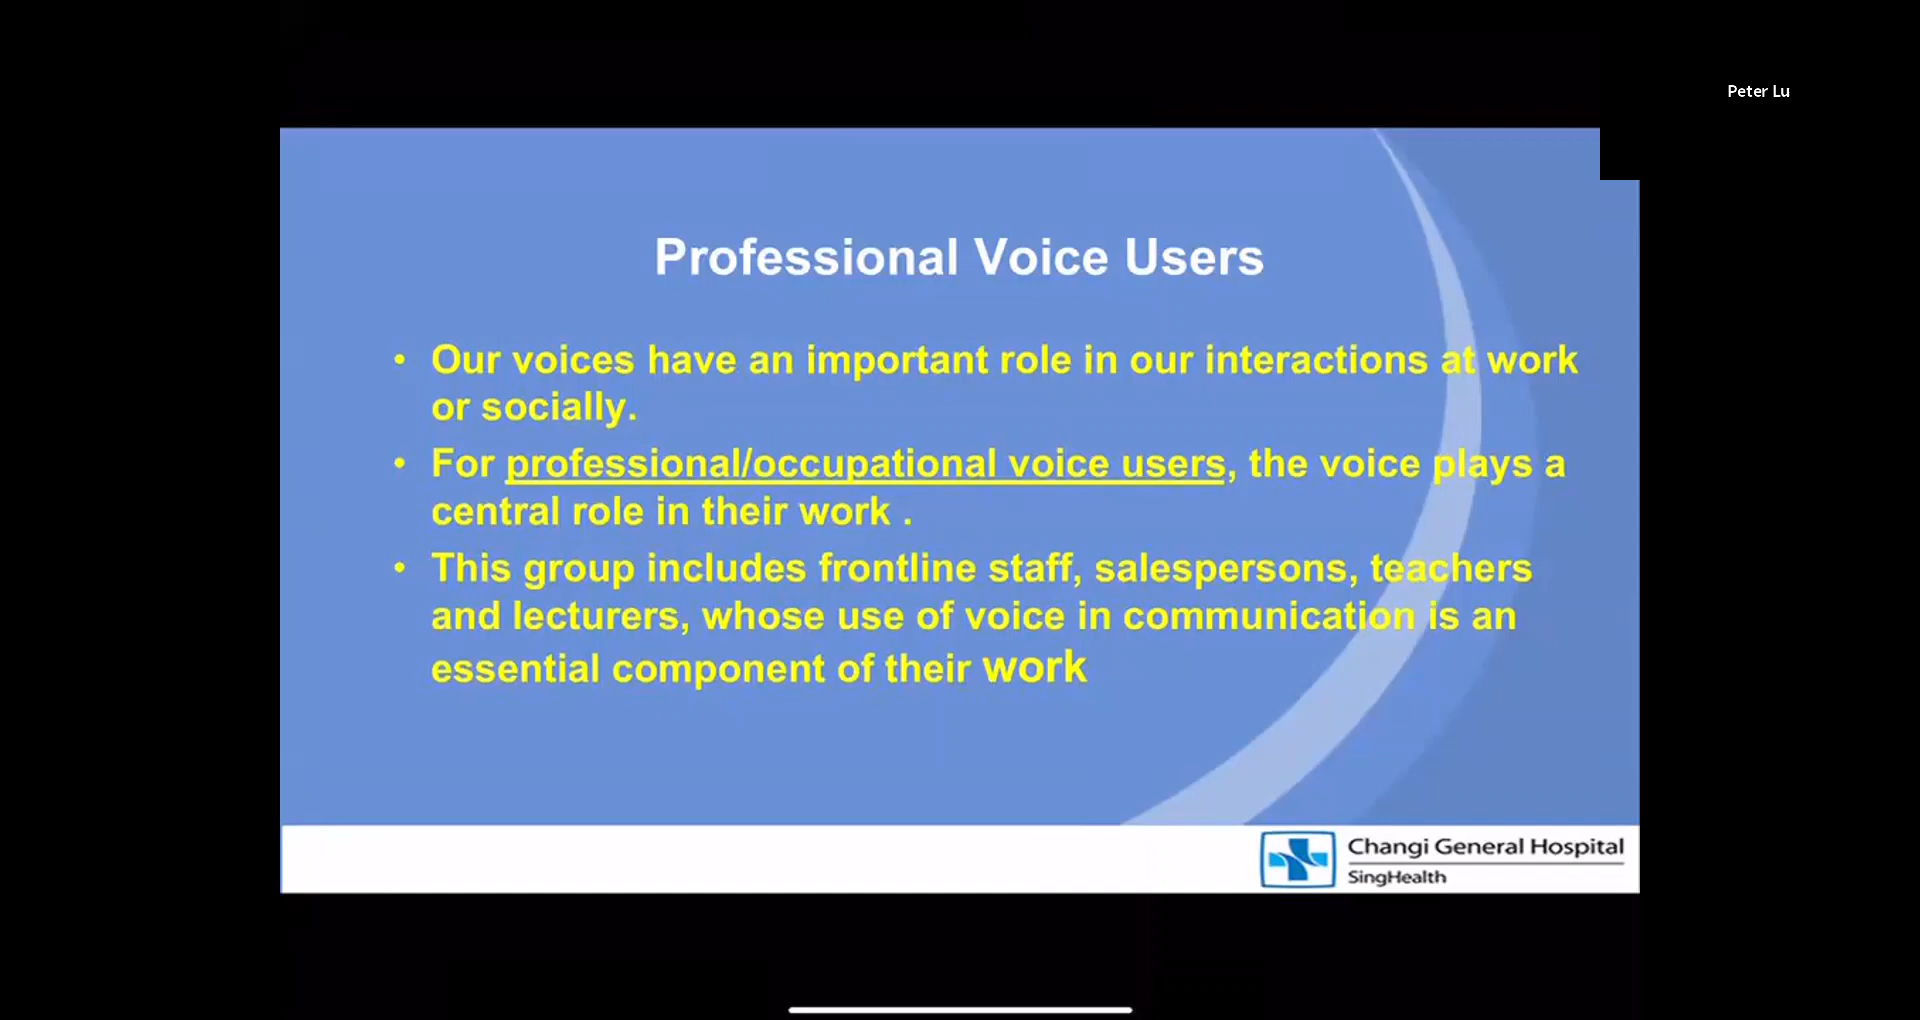 Peter Lu
Professional Voice Users
• Our voices have an important role in our interactions at work
or socially.
• For professional/occupational voice users, the voice plays a
central role in their work .
• This group includes frontline staff, salespersons, teachers
and lecturers, whose use of voice in communication is an
essential component of their work
Changi General Hospital
SingHealth